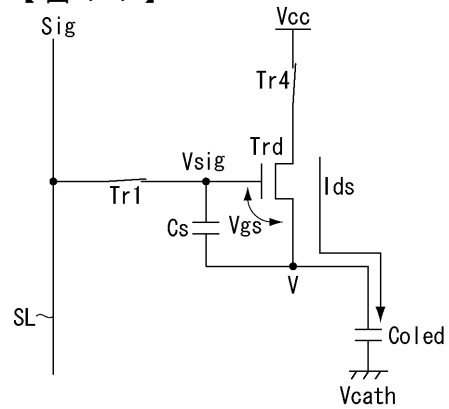 Sig
Vcc
Tr4
Trd
Vsig
Ids
Tr1
Cs
Vgs
V
SL
Coled
Vcath